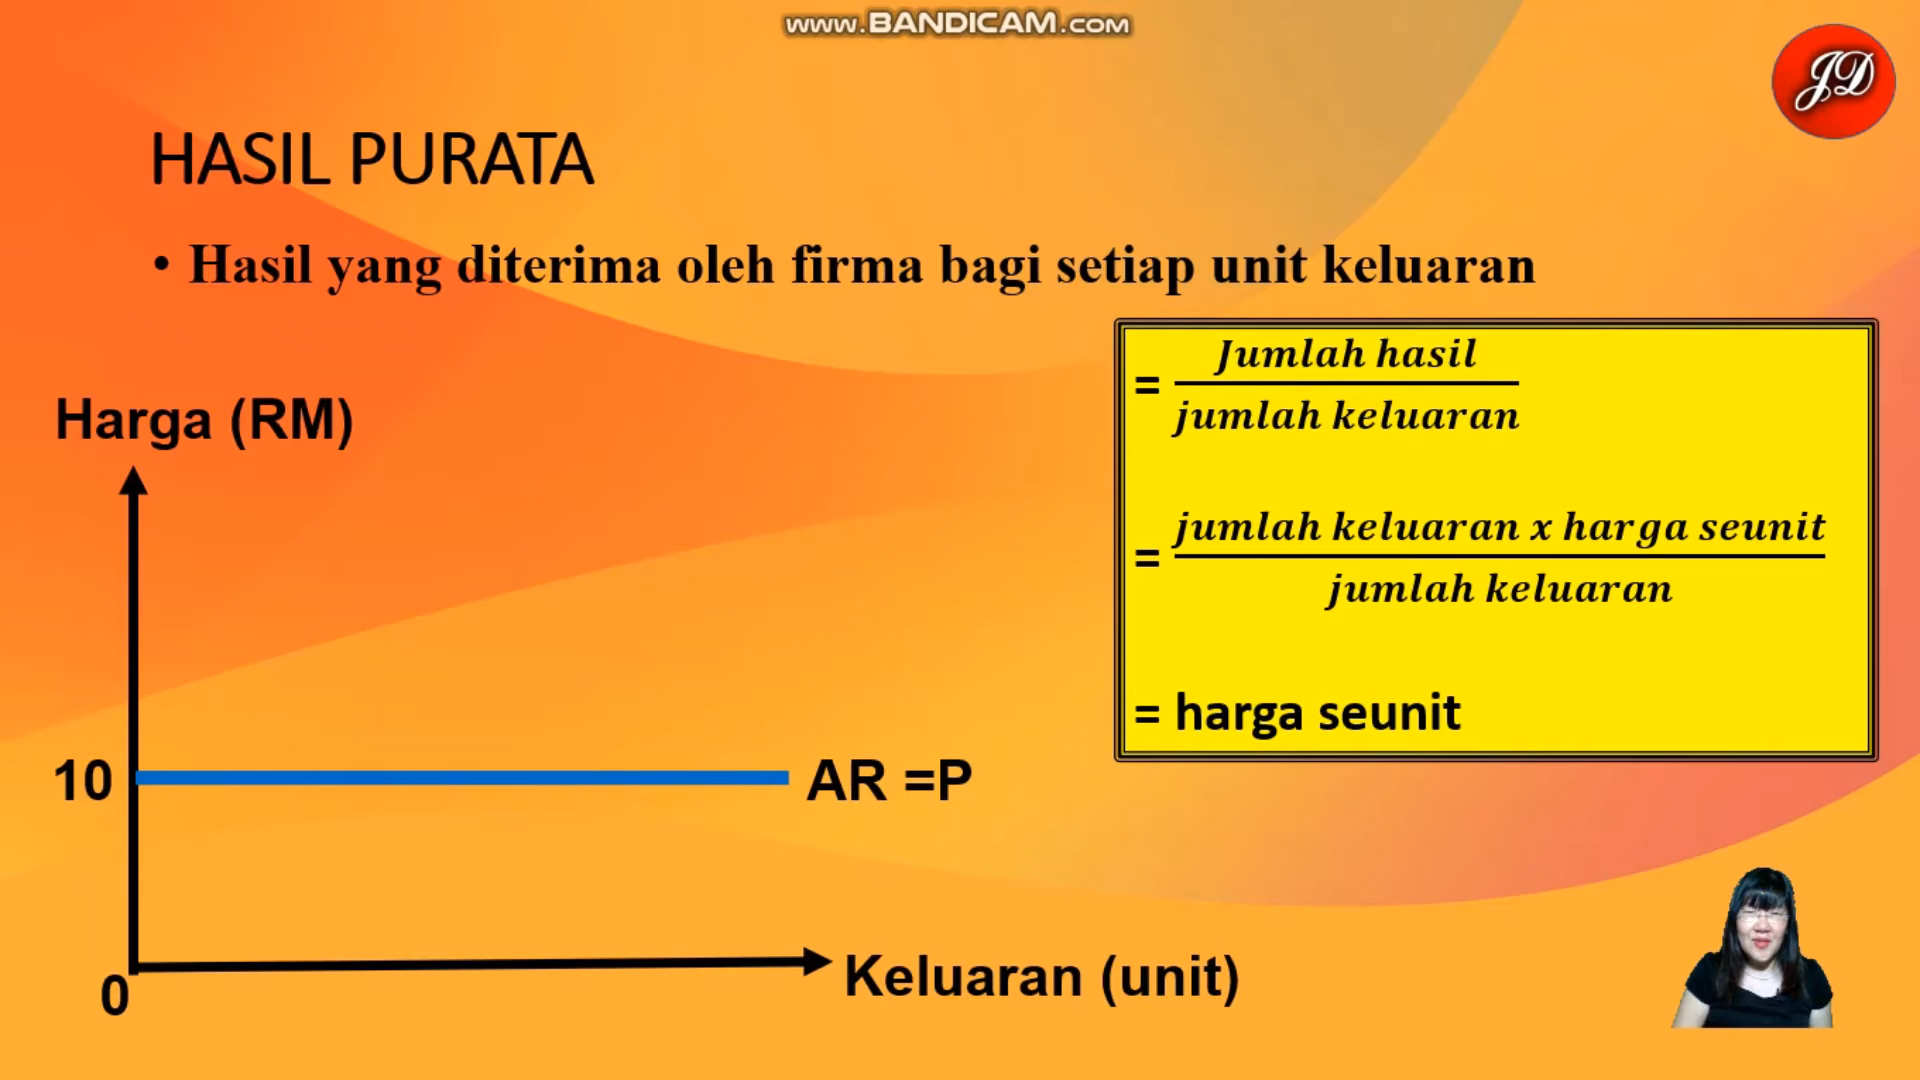 www.BANDICAM.com
JD
HASIL PURATA
• Hasil yang diterima oleh firma bagi setiap unit keluaran
Harga (RM)
10
AR =P
0
Keluaran (unit)
= Jumlah hasil
jumlah keluaran
= jumlah keluaran x harga seunit
jumlah keluaran
= harga seunit